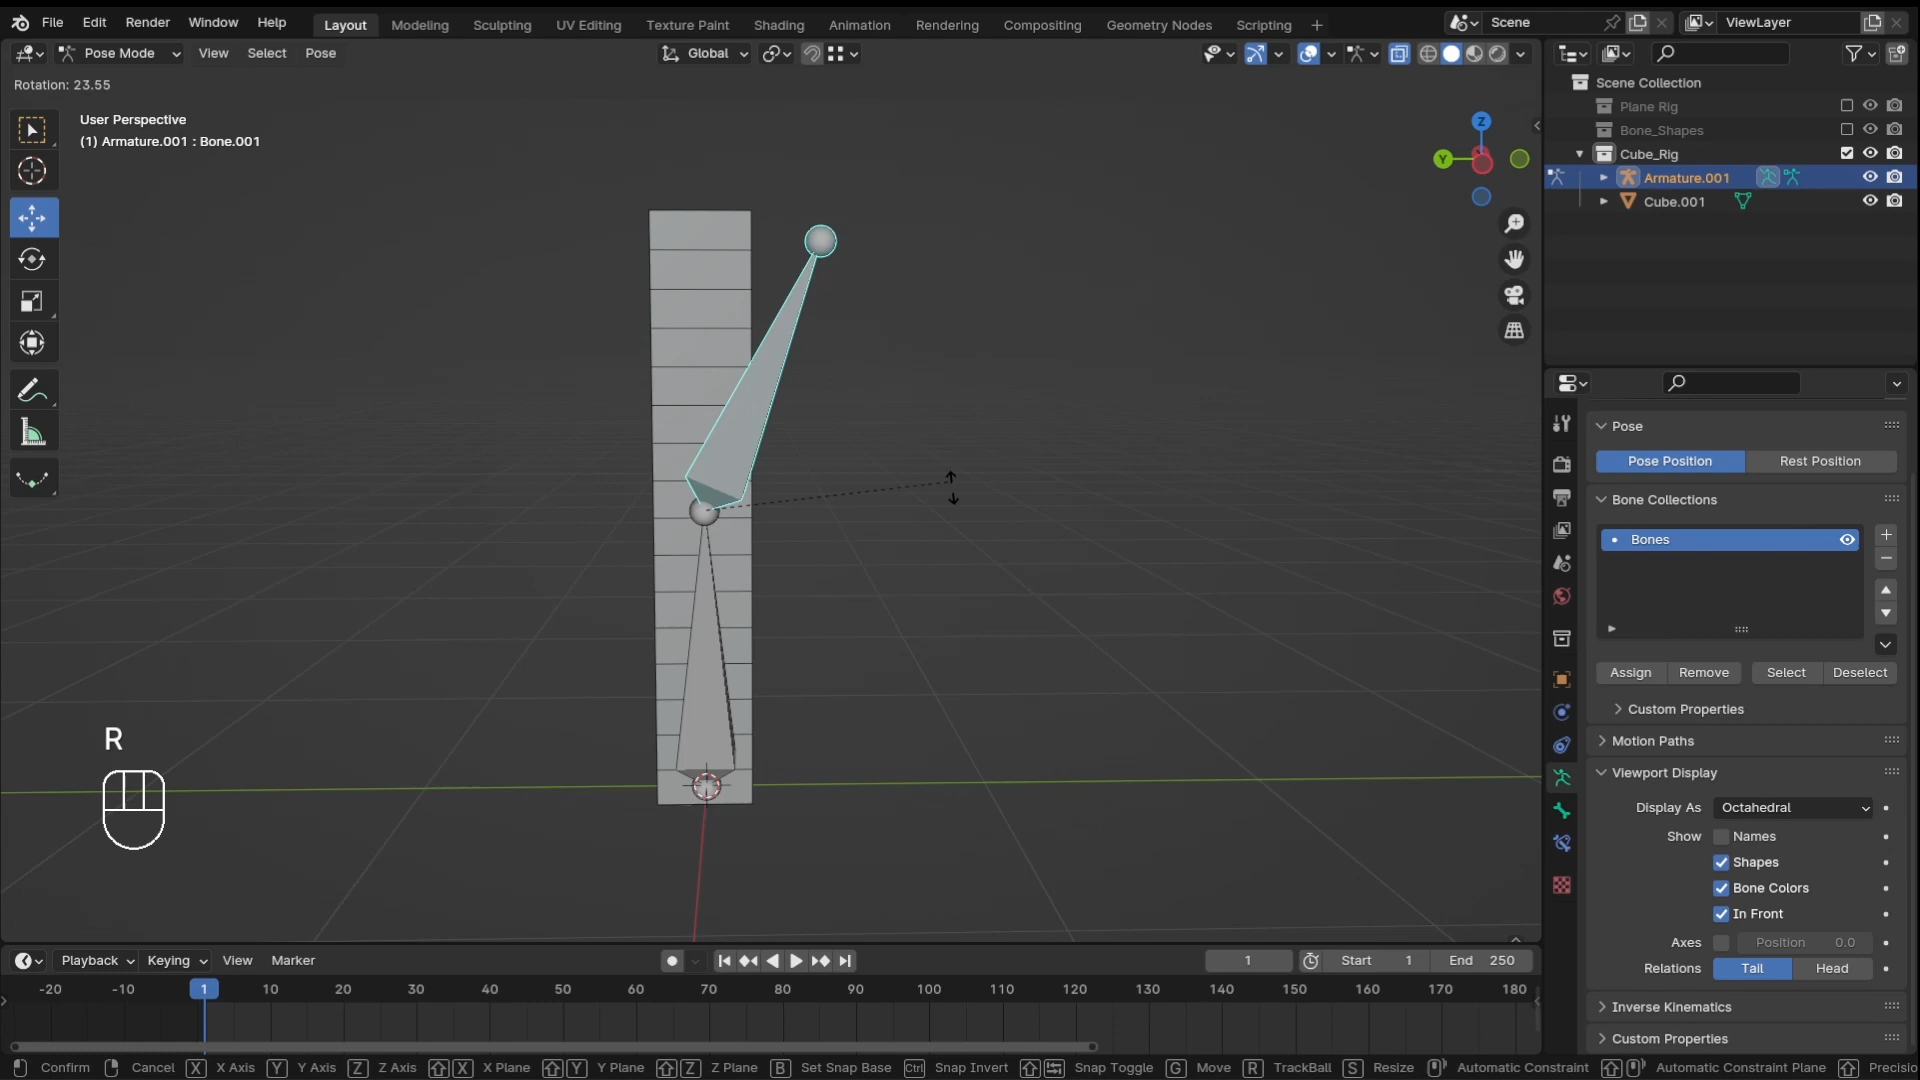 File Edit Render Window Help Layout Modeling Sculpting UV Editing Texture Paint Shading Animation Rendering Compositing Geometry Nodes Scripting + Scene ViewLayer
Pose Mode View Select Pose Global
Rotation: 23.55
User Perspective
(1) Armature.001 : Bone.001
Z
Y
R
Scene Collection
Plane Rig
Bone_Shapes
Cube_Rig
Armature.001
Cube.001
Pose
Pose Position Rest Position
Bone Collections
Bones
Assign Remove Select Deselect
Custom Properties
Motion Paths
Viewport Display
Display As Octahedral
Show Names
Shapes
Bone Colors
In Front
Axes Position 0.0
Relations Tail Head
Inverse Kinematics
Custom Properties
Playback Keying View Marker 1 Start 1 End 250
-20 -10 1 10 20 30 40 50 60 70 80 90 100 110 120 130 140 150 160 170 180
Confirm Cancel X X Axis Y Y Axis Z Z Axis X X Plane Y Y Plane Z Z Plane B Set Snap Base Ctrl Snap Invert Snap Toggle G Move R TrackBall S Resize Automatic Constraint Automatic Constraint Plane Precisio